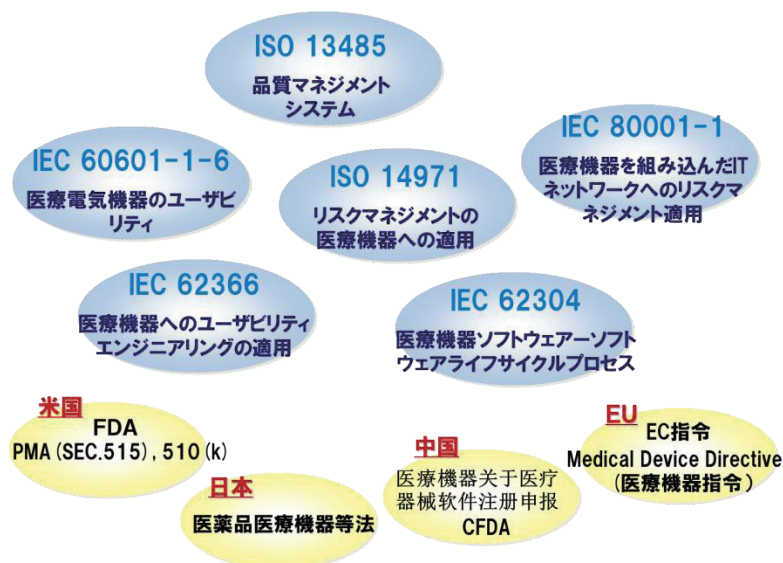 ISO 13485
品質マネジメント
システム
IEC 80001-1
医療機器を組み込んだIT
ネットワークへのリスクマ
ネジメント適用
IEC 60601-1-6
医療電気機器のユーザビ
リティ
ISO 14971
リスクマネジメントの
医療機器への適用
IEC 62366
医療機器へのユーザビリティ
エンジニアリングの適用
IEC 62304
医療機器ソフトウェアーソフト
ウェアライフサイクルプロセス
米国
FDA
PMA (SEC.515), 510 (k)
日本
医薬品医療機器等法
中国
医療機器关于医疗
器械软件注册申报
CFDA
EU
EC指令
Medical Device Directive
(医療機器指令)